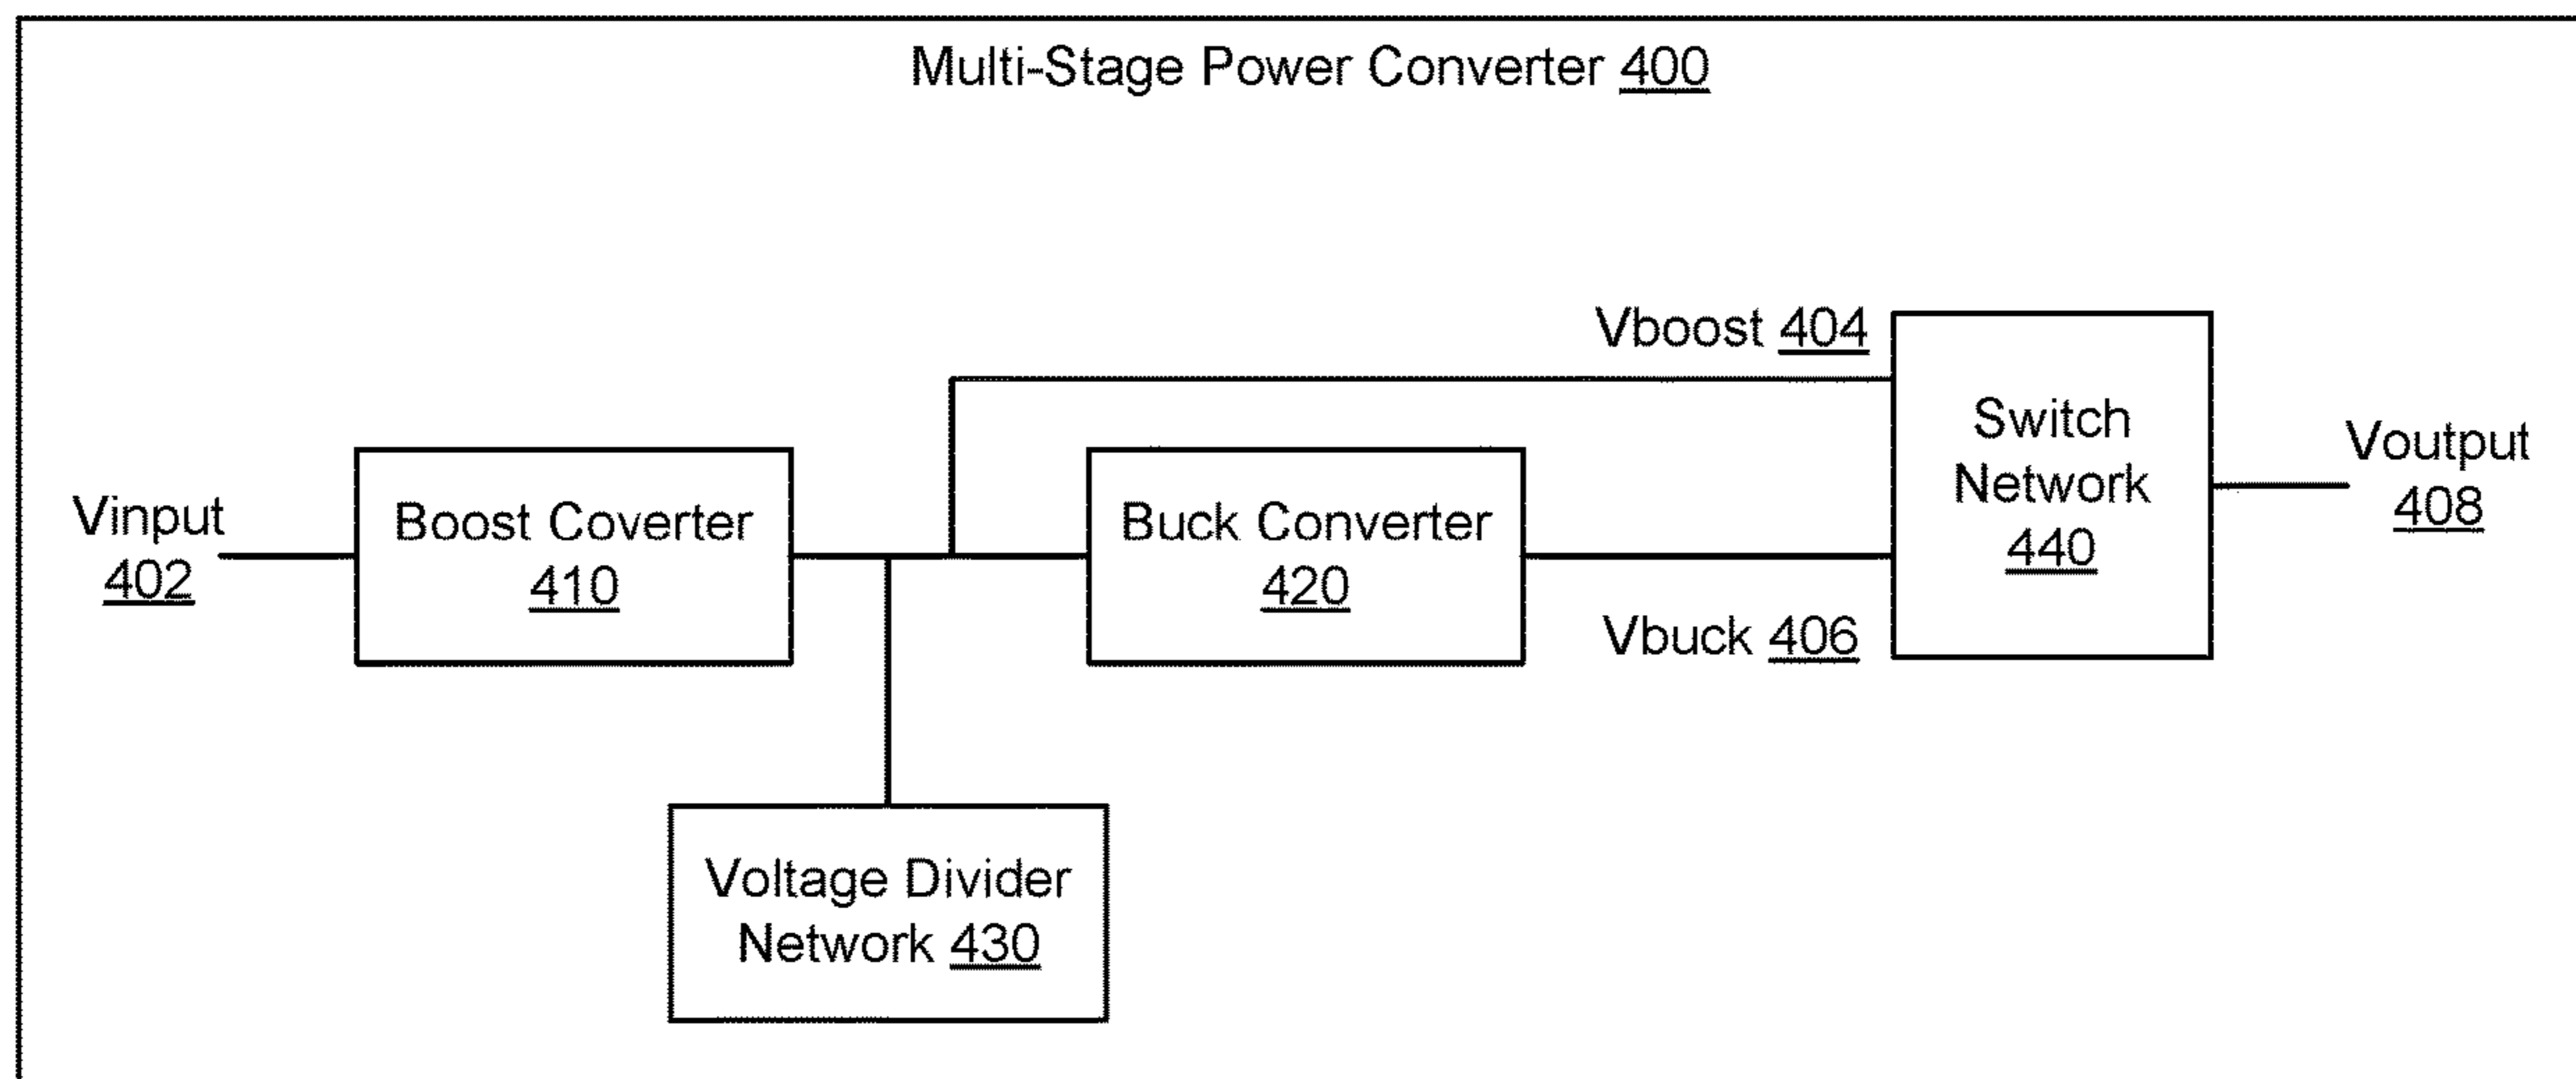 Multi-Stage Power Converter 400
Vboost 404
Switch
Network
440
Voutput
408
Vinput
402
Boost Coverter
410
Buck Converter
420
Vbuck 406
Voltage Divider
Network 430